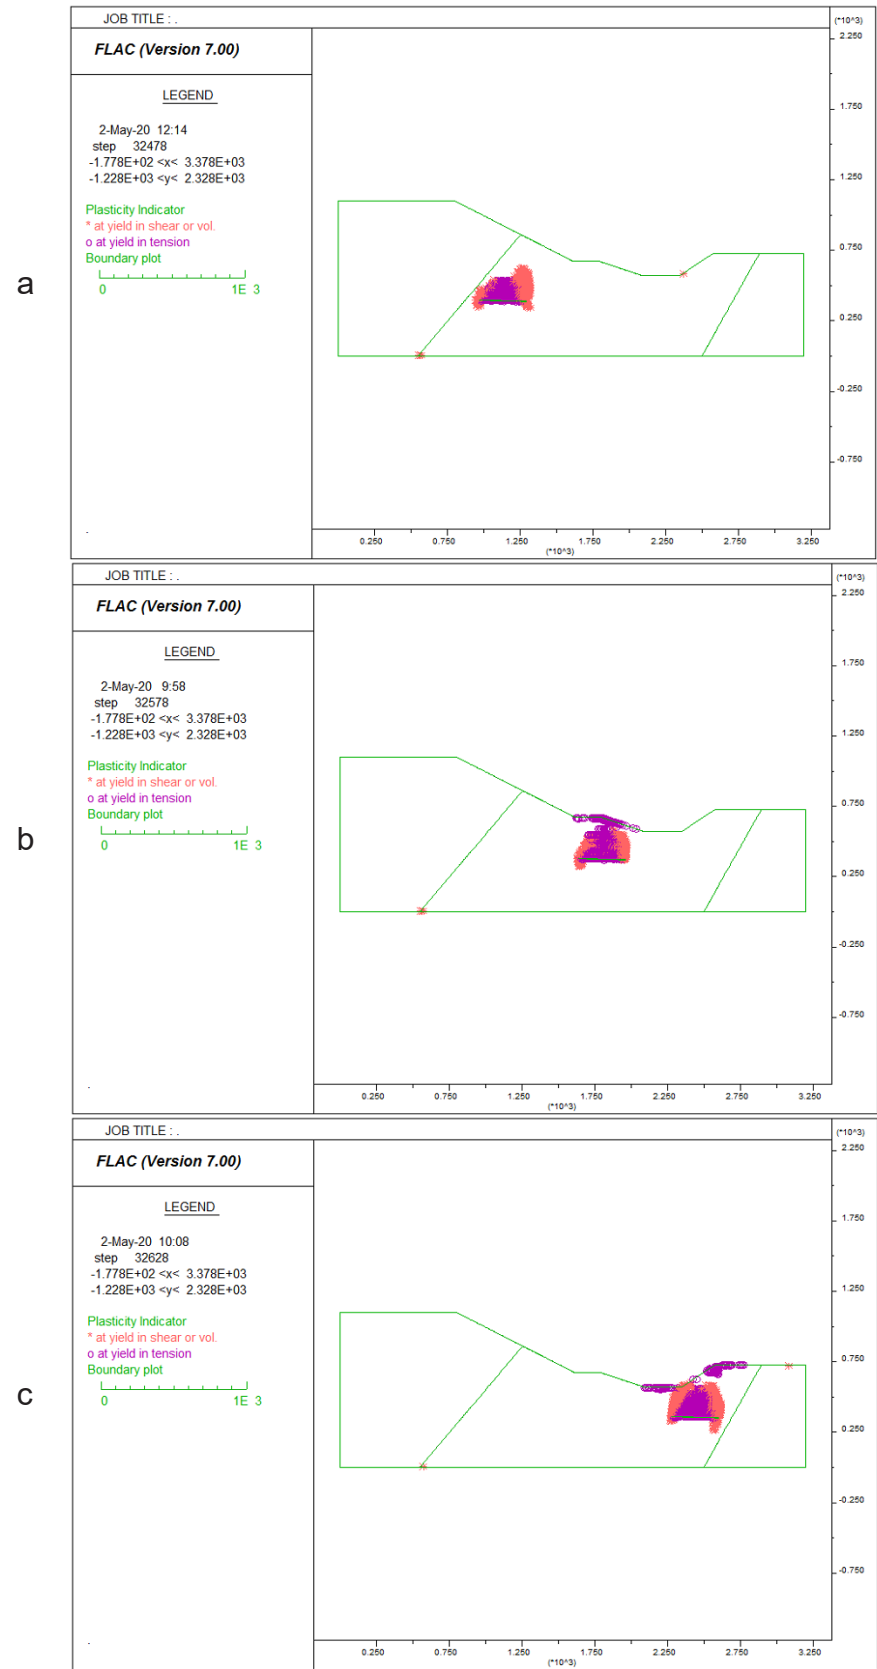 a
JOB TITLE : .
FLAC (Version 7.00)
LEGEND
2-May-20 12:14
step 32478
-1.778E+02 <x< 3.378E+03
-1.228E+03 <y< 2.328E+03
Plasticity Indicator
* at yield in shear or vol.
o at yield in tension
Boundary plot
0 1E 3
.
(*10^3)
2.250
1.750
1.250
0.750
0.250
-0.250
-0.750
0.250 0.750 1.250 1.750 2.250 2.750 3.250
(*10^3)
b
JOB TITLE : .
FLAC (Version 7.00)
LEGEND
2-May-20 9:58
step 32578
-1.778E+02 <x< 3.378E+03
-1.228E+03 <y< 2.328E+03
Plasticity Indicator
* at yield in shear or vol.
o at yield in tension
Boundary plot
0 1E 3
.
(*10^3)
2.250
1.750
1.250
0.750
0.250
-0.250
-0.750
0.250 0.750 1.250 1.750 2.250 2.750 3.250
(*10^3)
c
JOB TITLE : .
FLAC (Version 7.00)
LEGEND
2-May-20 10:08
step 32628
-1.778E+02 <x< 3.378E+03
-1.228E+03 <y< 2.328E+03
Plasticity Indicator
* at yield in shear or vol.
o at yield in tension
Boundary plot
0 1E 3
.
(*10^3)
2.250
1.750
1.250
0.750
0.250
-0.250
-0.750
0.250 0.750 1.250 1.750 2.250 2.750 3.250
(*10^3)